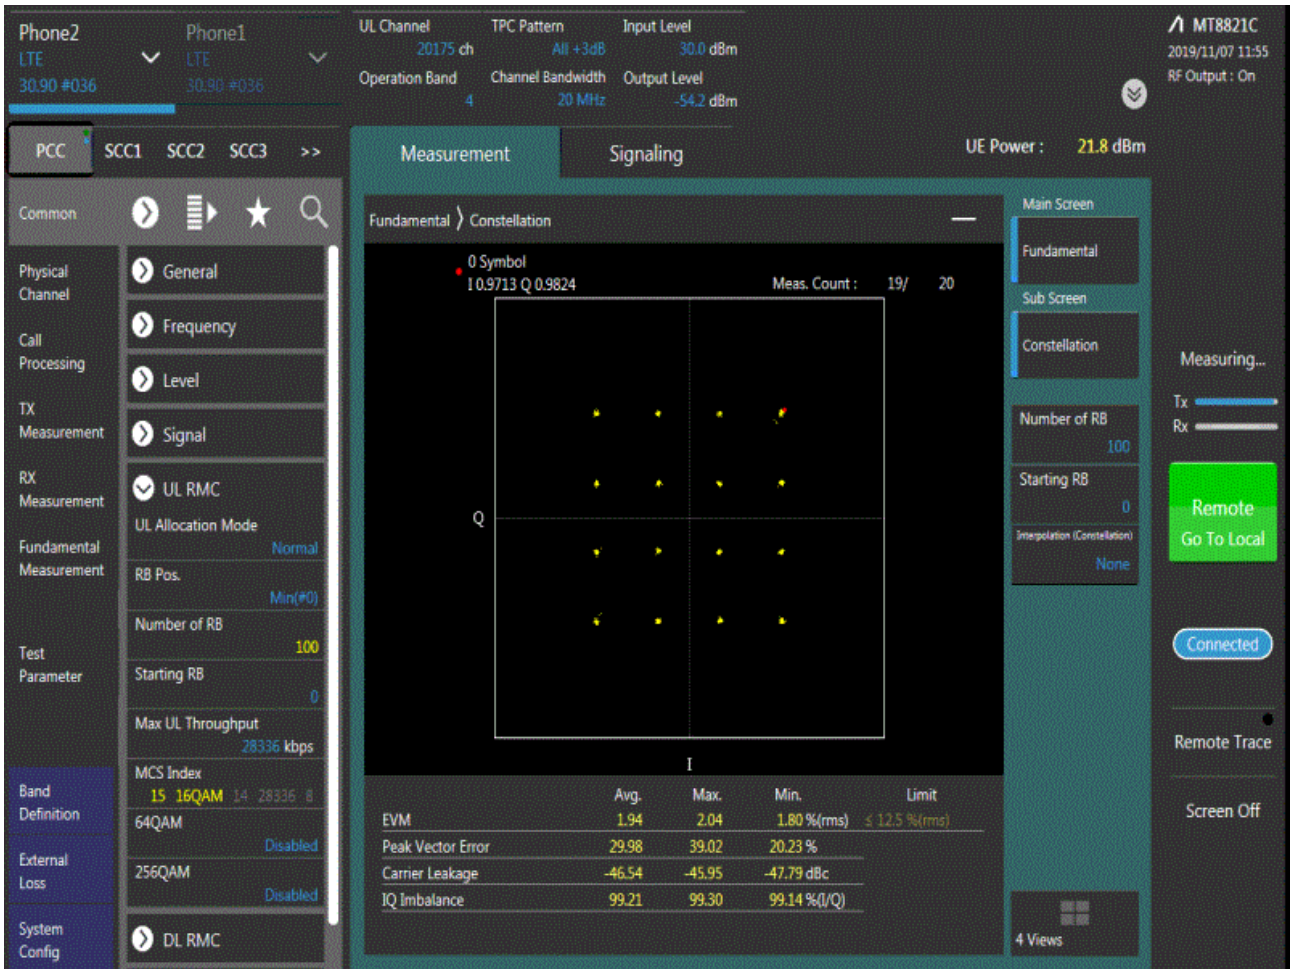 Phone2
LTE
30.90 #036
Phone1
LTE
30.90 #036
UL Channel
20175 ch
Operation Band
4
TPC Pattern
All +3dB
Channel Bandwidth
20 MHz
Input Level
30.0 dBm
Output Level
-54.2 dBm
MT8821C
2019/11/07 11:55
RF Output : On
PCC SCC1 SCC2 SCC3 >>
Measurement Signaling
UE Power : 21.8 dBm
Common
Physical
Channel
Call
Processing
TX
Measurement
RX
Measurement
Fundamental
Measurement
Test
Parameter
Band
Definition
External
Loss
System
Config
General
Frequency
Level
Signal
UL RMC
UL Allocation Mode
Normal
RB Pos.
Min(#0)
Number of RB
100
Starting RB
0
Max UL Throughput
28336 kbps
MCS Index
15 16QAM 14 28336 8
64QAM
Disabled
256QAM
Disabled
DL RMC
Fundamental 〉 Constellation
0 Symbol
I 0.9713 Q 0.9824
Meas. Count : 19/ 20
Q
I
Avg. Max. Min. Limit
EVM 1.94 2.04 1.80 %(rms) ≤ 12.5 %(rms)
Peak Vector Error 29.98 39.02 20.23 %
Carrier Leakage -46.54 -45.95 -47.79 dBc
IQ Imbalance 99.21 99.30 99.14 %(I/Q)
Main Screen
Fundamental
Sub Screen
Constellation
Number of RB
100
Starting RB
0
Interpolation (Constellation)
None
4 Views
Measuring...
Tx
Rx
Remote
Go To Local
Connected
Remote Trace
Screen Off